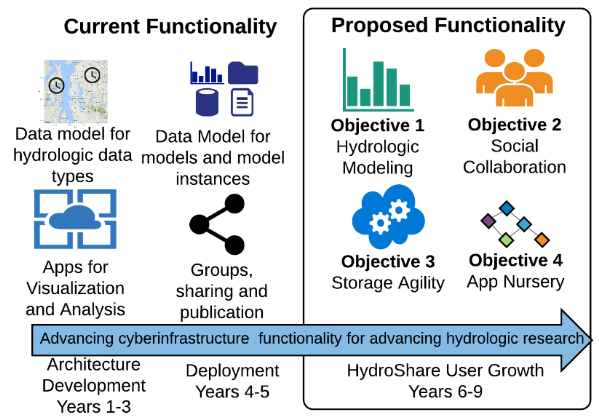 Current Functionality
Proposed Functionality
Data model for
hydrologic data
types
Data Model for
models and model
instances
Objective 1
Hydrologic
Modeling
Objective 2
Social
Collaboration
Apps for
Visualization
and Analysis
Groups,
sharing and
publication
Objective 3
Storage Agility
Objective 4
App Nursery
Advancing cyberinfrastructure functionality for advancing hydrologic research
Architecture
Development
Years 1-3
Deployment
Years 4-5
HydroShare User Growth
Years 6-9